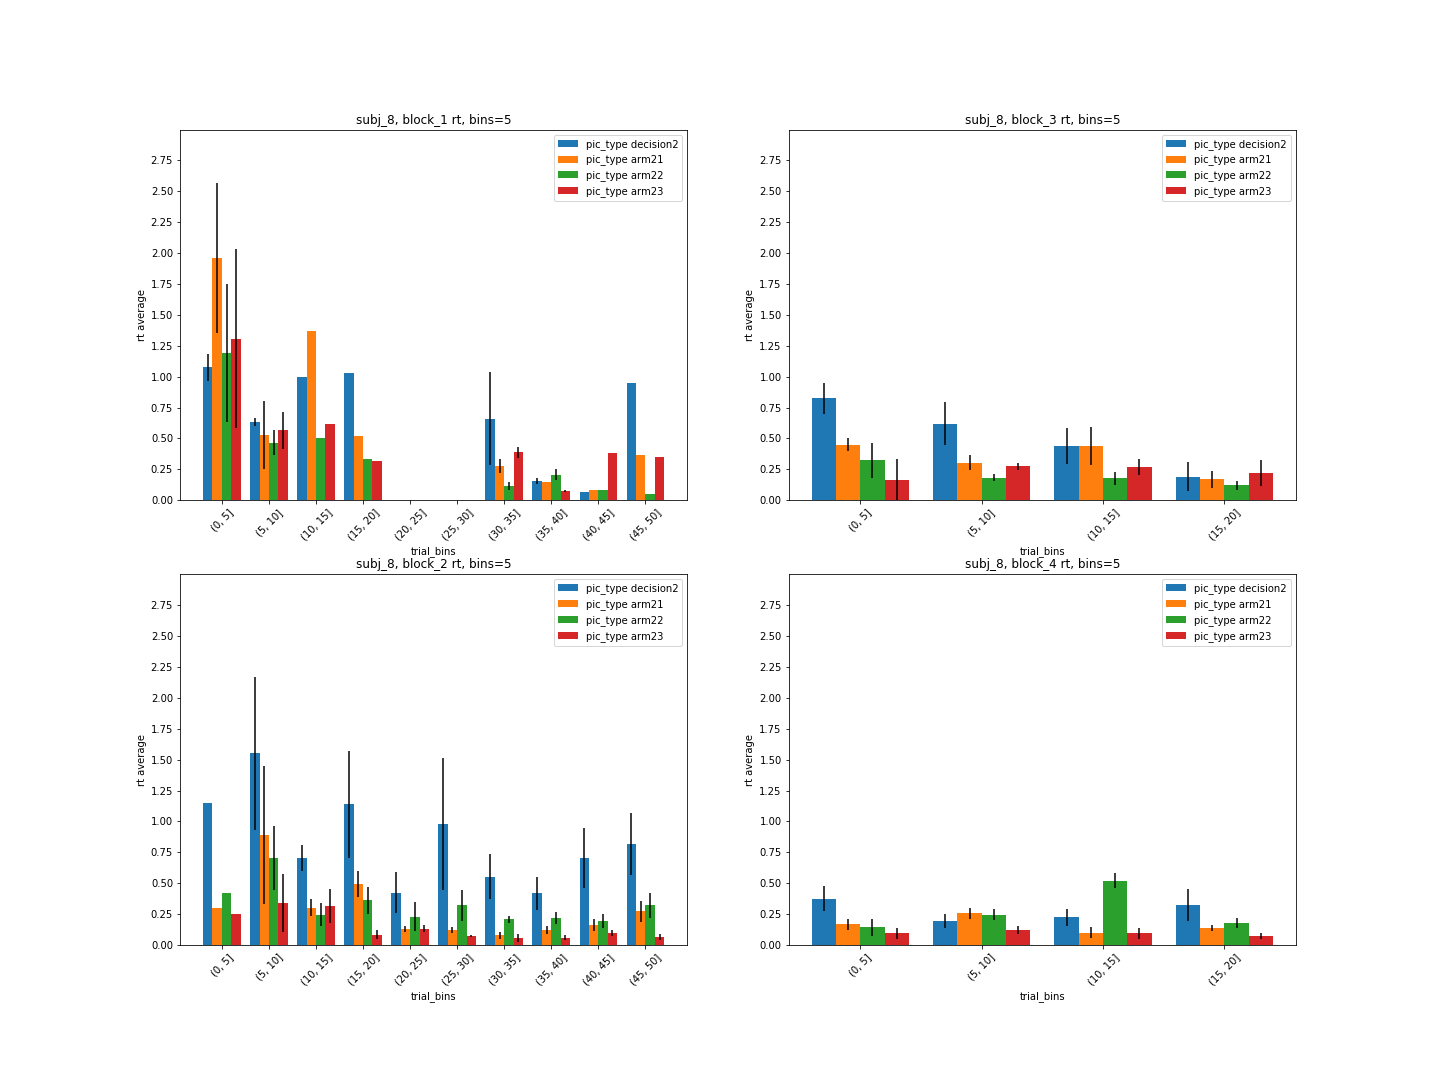 subj_8, block_1 rt, bins=5
rt average
2.75
2.50
2.25
2.00
1.75
1.50
1.25
1.00
0.75
0.50
0.25
0.00
pic_type decision2
pic_type arm21
pic_type arm22
pic_type arm23
(0, 5]
(5, 10]
(10, 15]
(15, 20]
(20, 25]
(25, 30]
(30, 35]
(35, 40]
(40, 45]
(45, 50]
trial_bins
subj_8, block_3 rt, bins=5
rt average
2.75
2.50
2.25
2.00
1.75
1.50
1.25
1.00
0.75
0.50
0.25
0.00
pic_type decision2
pic_type arm21
pic_type arm22
pic_type arm23
(0, 5]
(5, 10]
(10, 15]
(15, 20]
trial_bins
subj_8, block_2 rt, bins=5
rt average
2.75
2.50
2.25
2.00
1.75
1.50
1.25
1.00
0.75
0.50
0.25
0.00
pic_type decision2
pic_type arm21
pic_type arm22
pic_type arm23
(0, 5]
(5, 10]
(10, 15]
(15, 20]
(20, 25]
(25, 30]
(30, 35]
(35, 40]
(40, 45]
(45, 50]
trial_bins
subj_8, block_4 rt, bins=5
rt average
2.75
2.50
2.25
2.00
1.75
1.50
1.25
1.00
0.75
0.50
0.25
0.00
pic_type decision2
pic_type arm21
pic_type arm22
pic_type arm23
(0, 5]
(5, 10]
(10, 15]
(15, 20]
trial_bins